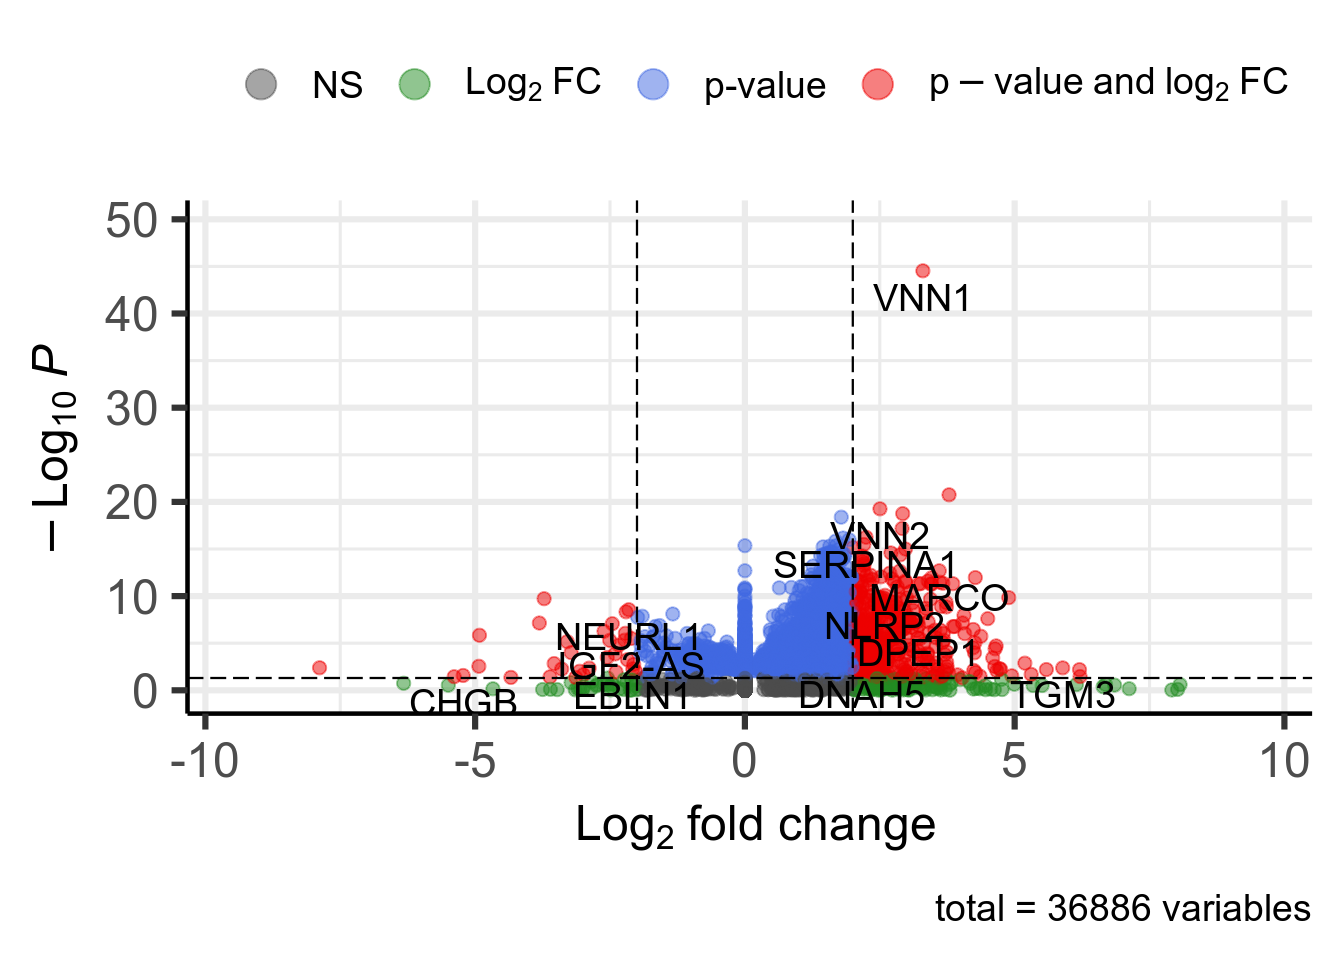 NS Log2 FC p-value p − value and log2 FC
50
40
30
20
10
0
− Log10 P
VNN1
VNN2
SERPINA1
MARCO
NLRP2
NEURL1
DPEP1
IGF2-AS
CHGB EBLN1 DNAH5 TGM3
-10 -5 0 5 10
Log2 fold change
total = 36886 variables